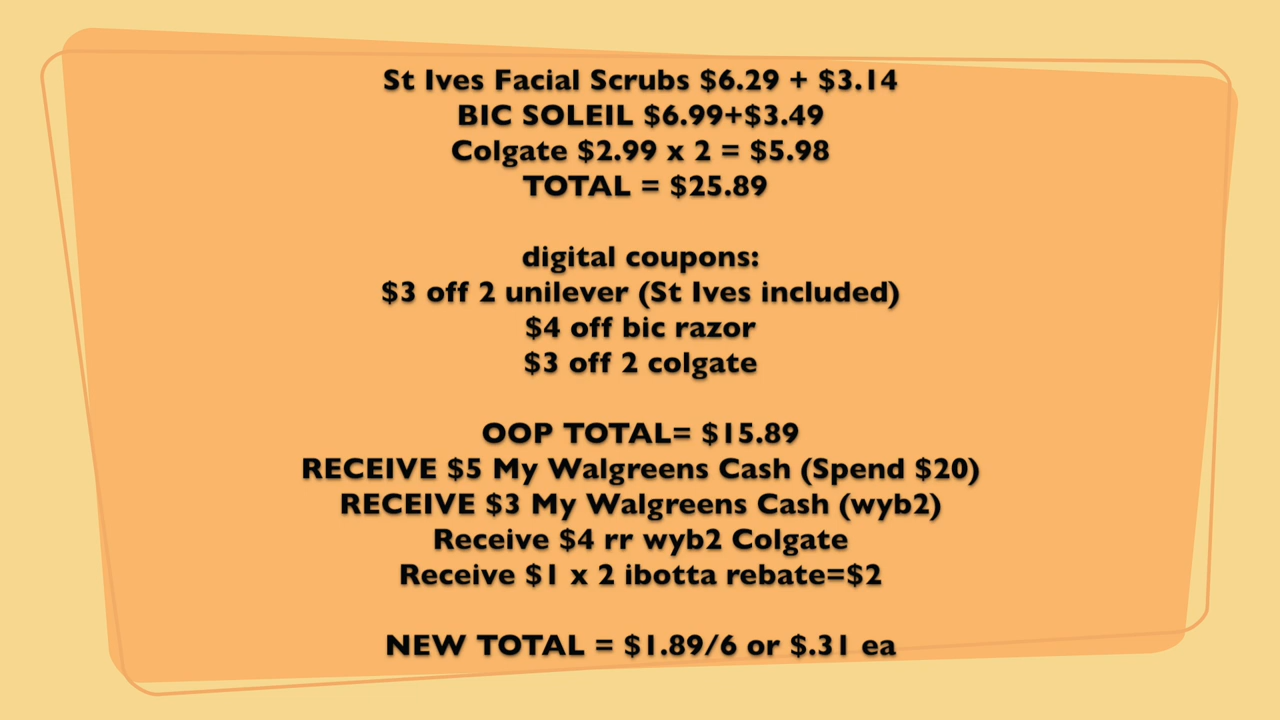 St Ives Facial Scrubs $6.29 + $3.14
BIC SOLEIL $6.99+$3.49
Colgate $2.99 x 2 = $5.98
TOTAL = $25.89
digital coupons:
$3 off 2 unilever (St Ives included)
$4 off bic razor
$3 off 2 colgate
OOP TOTAL= $15.89
RECEIVE $5 My Walgreens Cash (Spend $20)
RECEIVE $3 My Walgreens Cash (wyb2)
Receive $4 rr wyb2 Colgate
Receive $1 x 2 ibotta rebate=$2
NEW TOTAL = $1.89/6 or $.31 ea